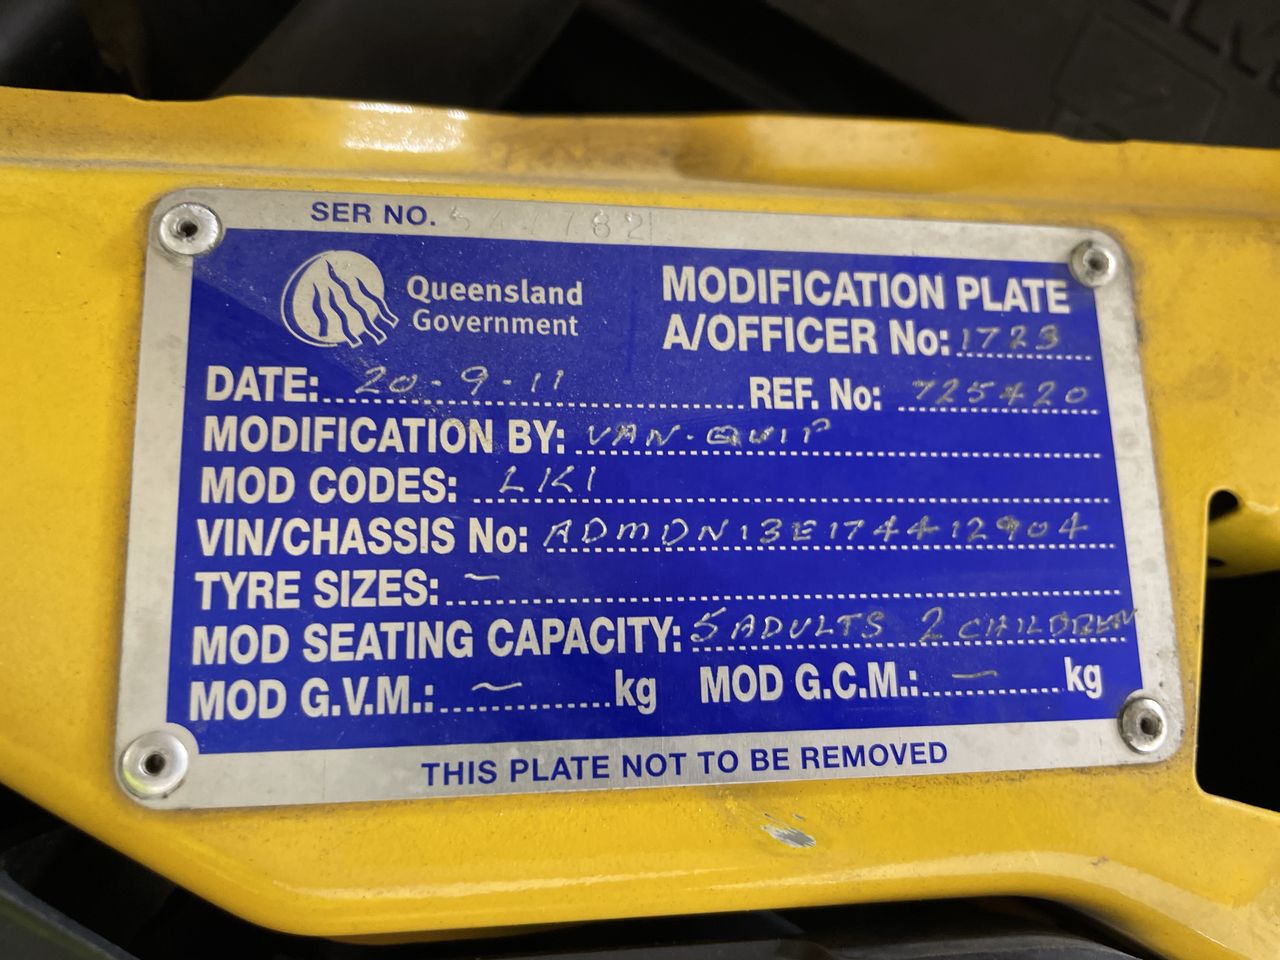 SER NO.
Queensland
Government
MODIFICATION PLATE
A/OFFICER No: 1723
DATE: 20-9-11 REF. No: 725420
MODIFICATION BY: VAN-QUIP
MOD CODES: LK1
VIN/CHASSIS No: ADMDN13E174412904
TYRE SIZES: –
MOD SEATING CAPACITY: 5 ADULTS 2 CHILDREN
MOD G.V.M.: – kg MOD G.C.M.: – kg
THIS PLATE NOT TO BE REMOVED